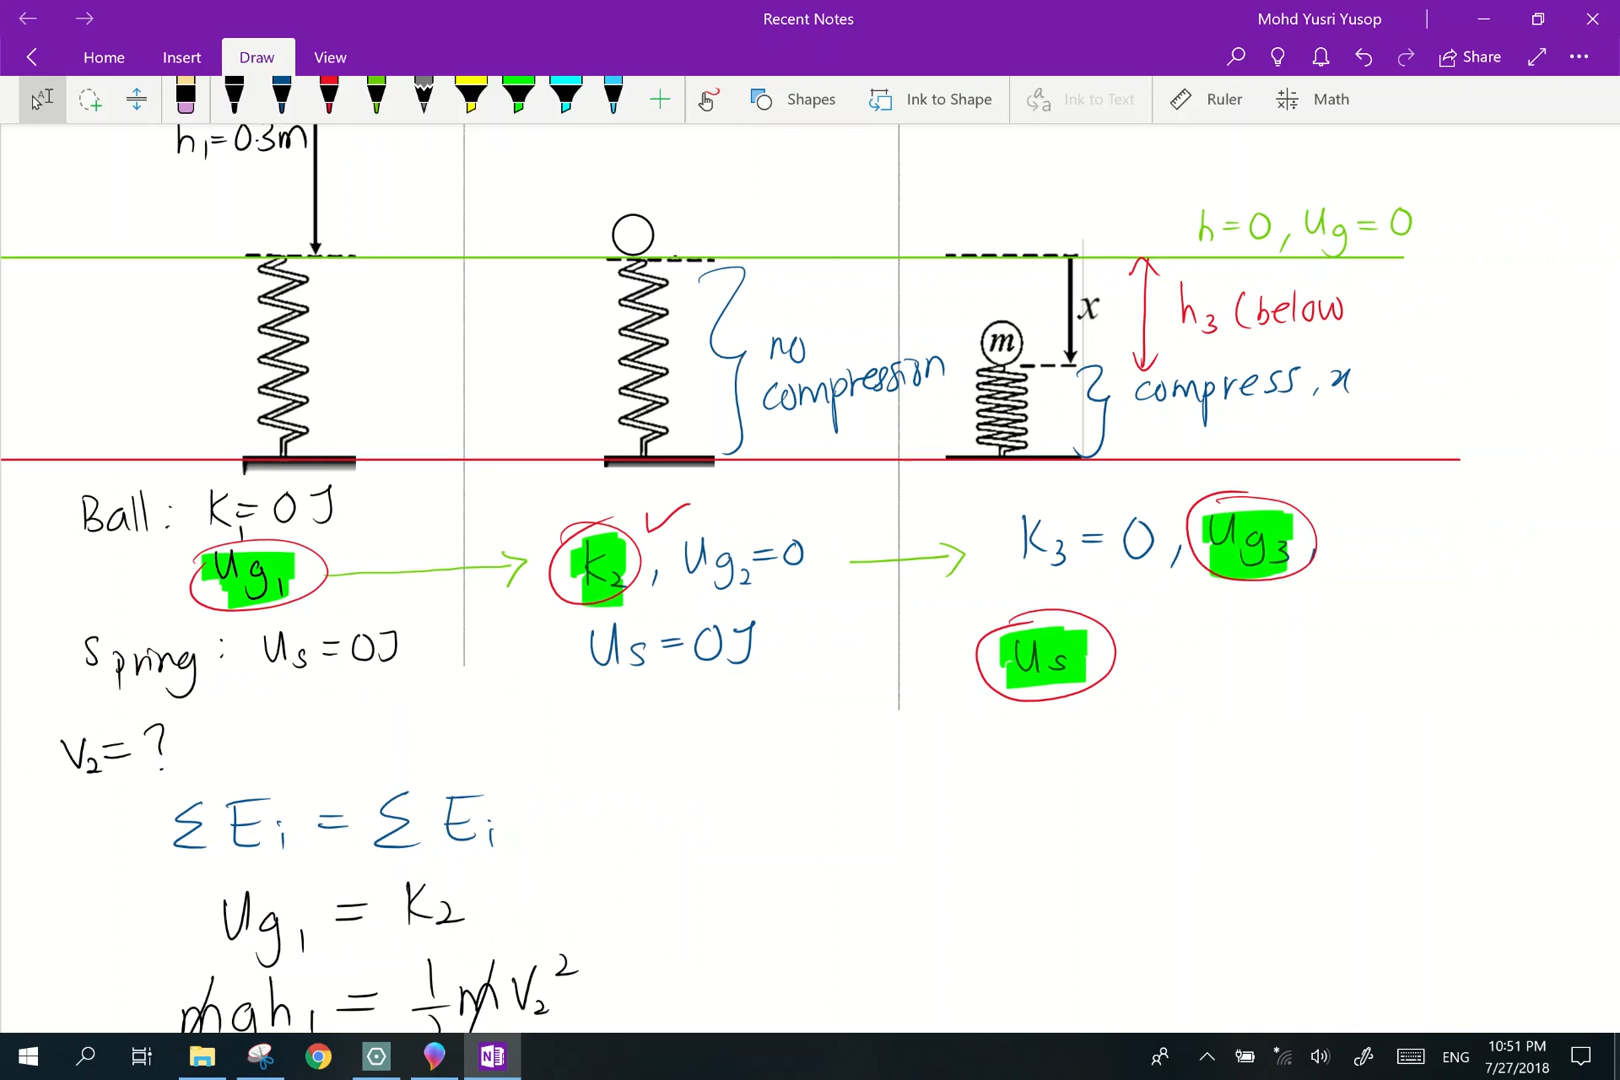 Recent Notes
Mohd Yusri Yusop
Home Insert Draw View
Share
Shapes
Ink to Shape
Ink to Text
Ruler
Math
h₁=0.3m
h=0, Ug=0
x
h₃ (below
m
no
compression
compress, x
Ball: K₁=0J
Ug₁
K₂, Ug₂=0
K₃=0, Ug₃,
Spring: Us=0J
Us=0J
Us
V₂=?
ΣEi = ΣEi
Ug₁ = K₂
mgh₁ = ½mv₂²
ENG
10:51 PM
7/27/2018